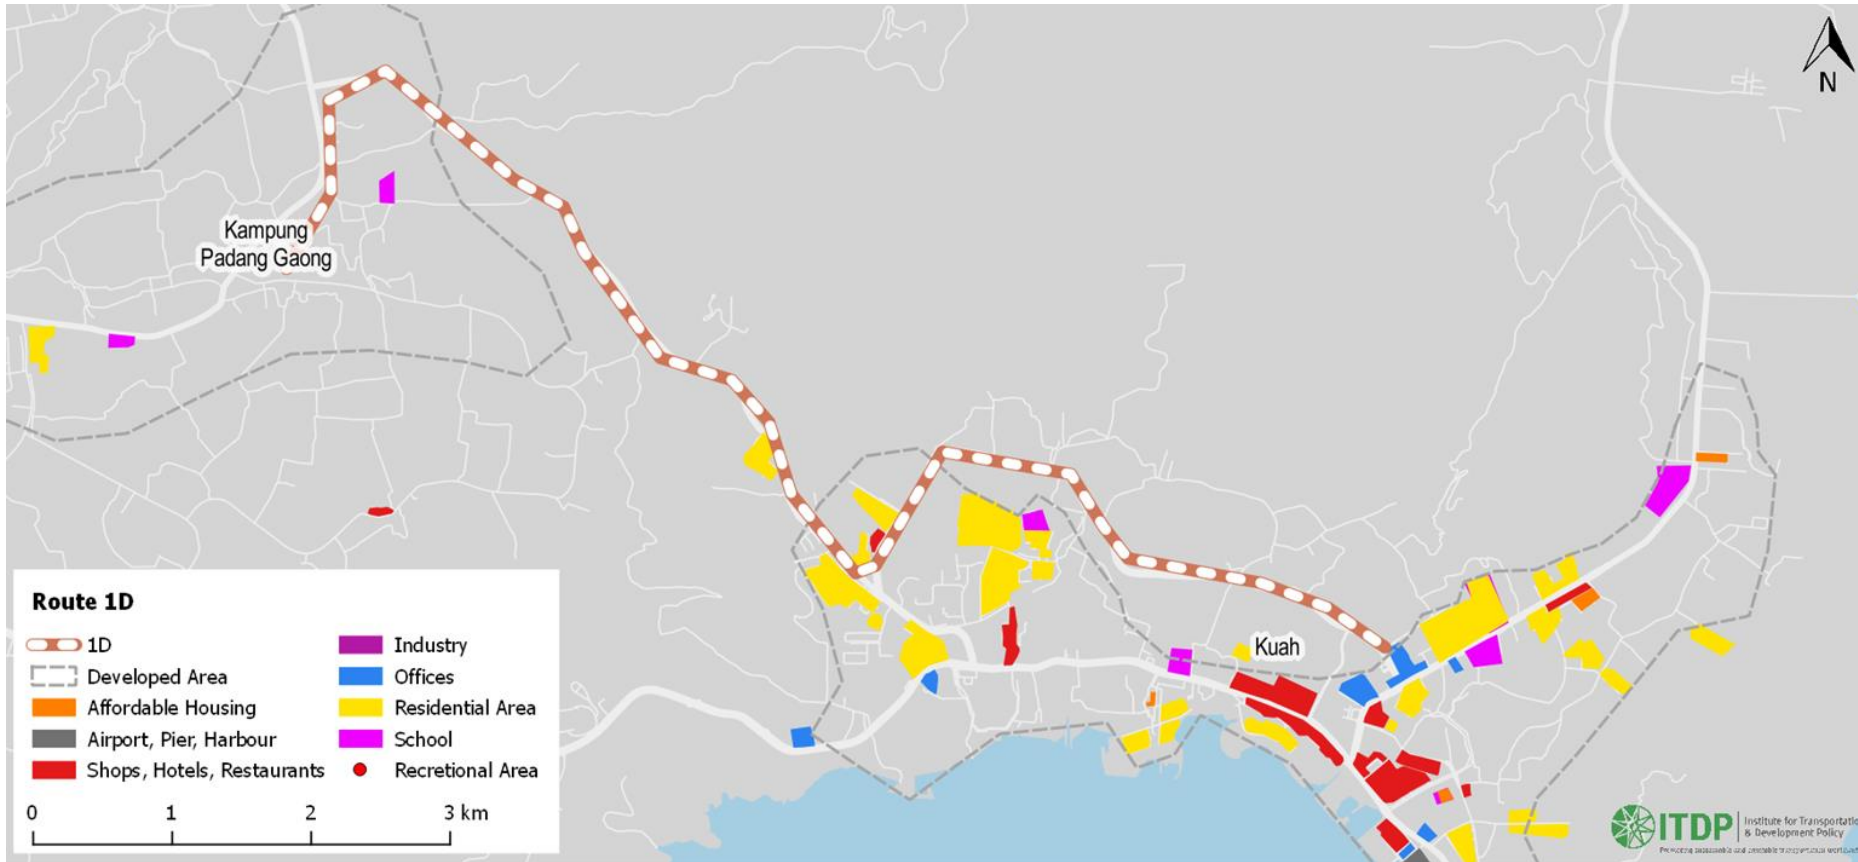 N
Kampung
Padang Gaong
Kuah
Route 1D
1D
Developed Area
Affordable Housing
Airport, Pier, Harbour
Shops, Hotels, Restaurants
Industry
Offices
Residential Area
School
Recretional Area
0 1 2 3 km
ITDP
Institute for Transportatio
& Development Policy